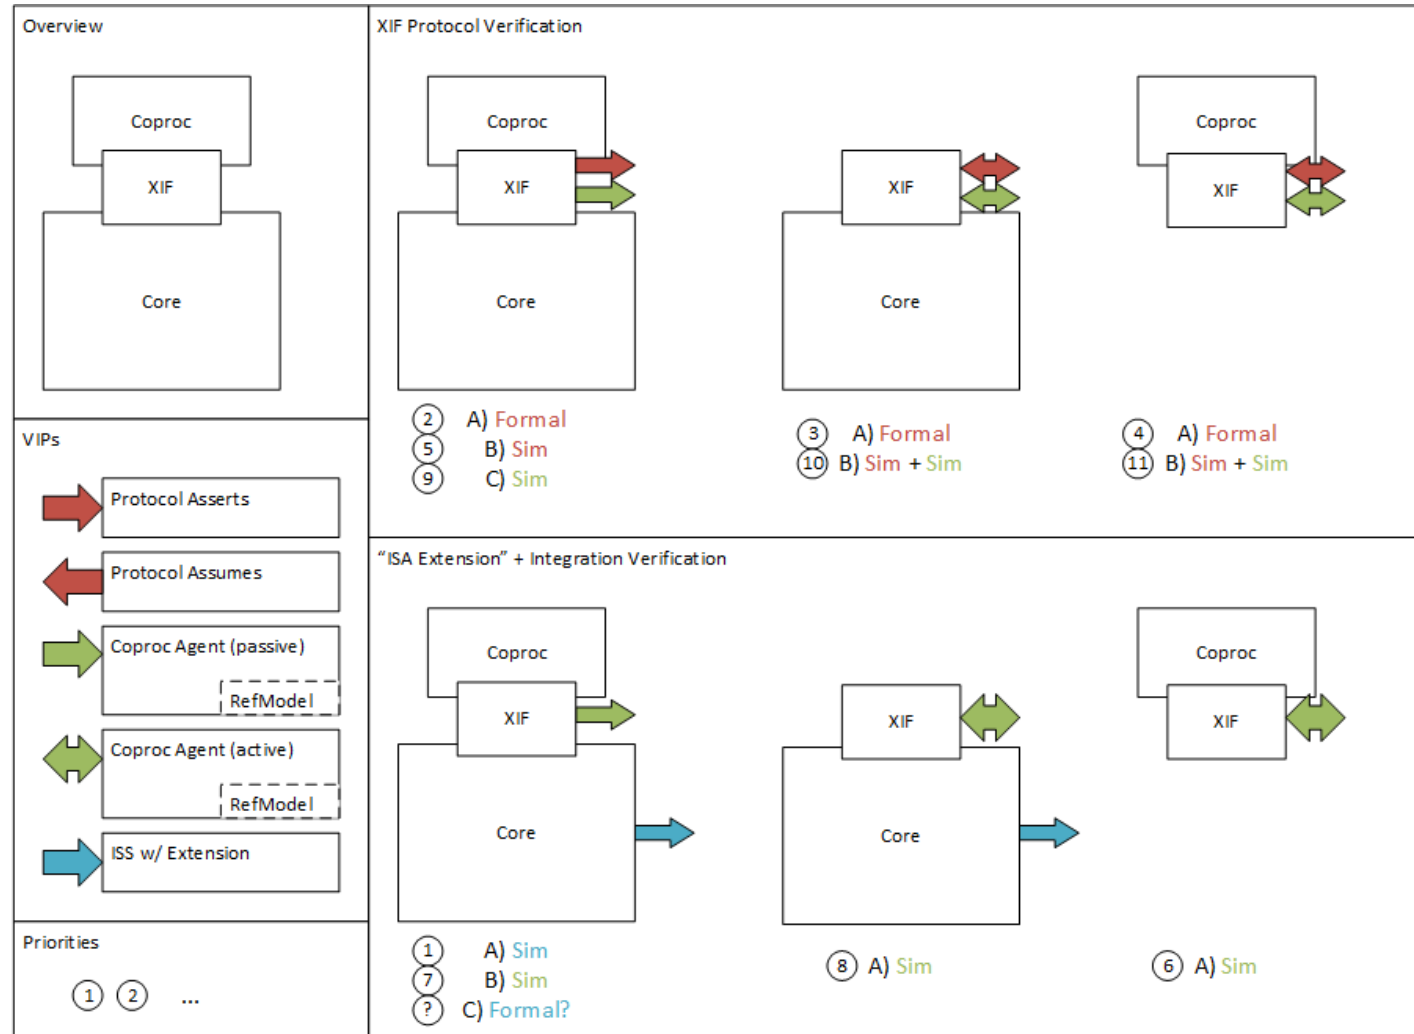 Overview
Coproc
XIF
Core
VIPs
Protocol Asserts
Protocol Assumes
Coproc Agent (passive)
RefModel
Coproc Agent (active)
RefModel
ISS w/ Extension
Priorities
1 2 ...
XIF Protocol Verification
Coproc
XIF
Core
2 A) Formal
5 B) Sim
9 C) Sim
XIF
Core
3 A) Formal
10 B) Sim + Sim
Coproc
XIF
4 A) Formal
11 B) Sim + Sim
“ISA Extension” + Integration Verification
Coproc
XIF
Core
1 A) Sim
7 B) Sim
? C) Formal?
XIF
Core
8 A) Sim
Coproc
XIF
6 A) Sim